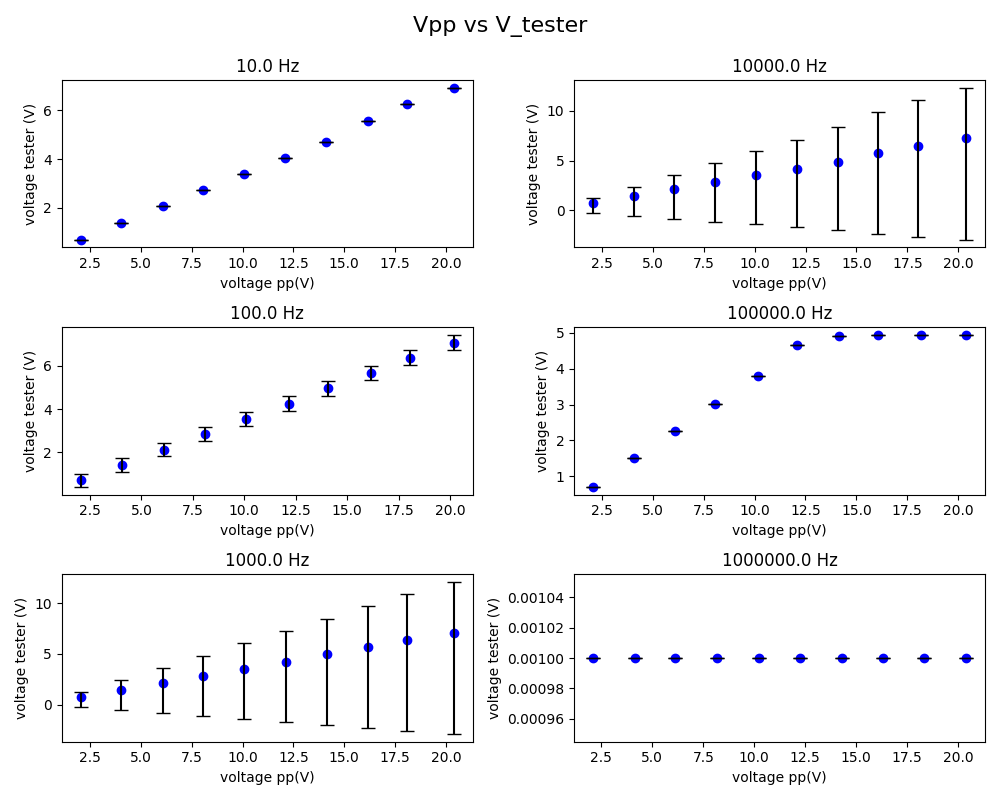 Vpp vs V_tester
10.0 Hz
voltage tester (V)
6
4
2
2.5 5.0 7.5 10.0 12.5 15.0 17.5 20.0
voltage pp(V)
10000.0 Hz
voltage tester (V)
10
5
0
2.5 5.0 7.5 10.0 12.5 15.0 17.5 20.0
voltage pp(V)
100.0 Hz
voltage tester (V)
6
4
2
2.5 5.0 7.5 10.0 12.5 15.0 17.5 20.0
voltage pp(V)
100000.0 Hz
voltage tester (V)
5
4
3
2
1
2.5 5.0 7.5 10.0 12.5 15.0 17.5 20.0
voltage pp(V)
1000.0 Hz
voltage tester (V)
10
5
0
2.5 5.0 7.5 10.0 12.5 15.0 17.5 20.0
voltage pp(V)
1000000.0 Hz
voltage tester (V)
0.00104
0.00102
0.00100
0.00098
0.00096
2.5 5.0 7.5 10.0 12.5 15.0 17.5 20.0
voltage pp(V)